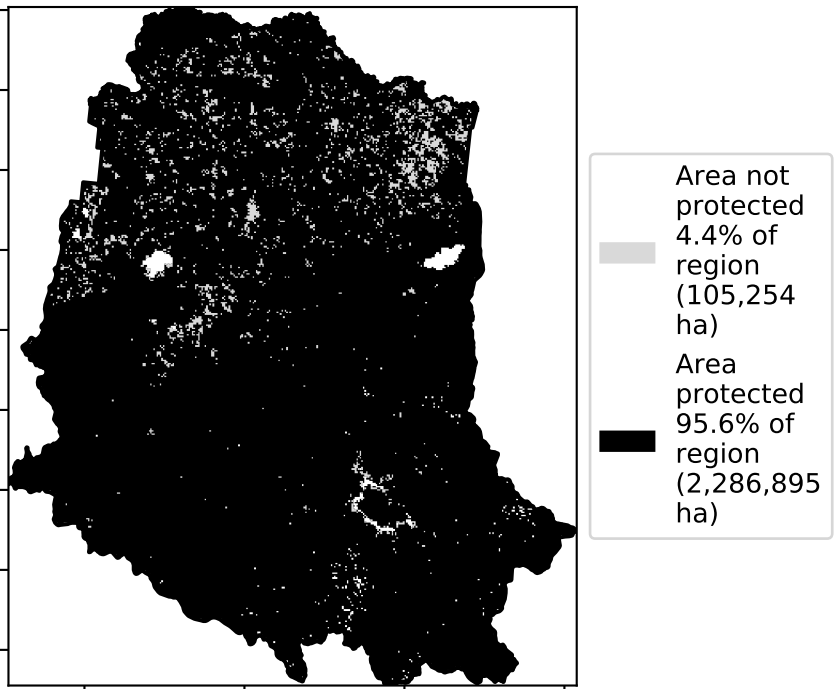 Area not
protected
4.4% of
region
(105,254
ha)
Area
protected
95.6% of
region
(2,286,895
ha)